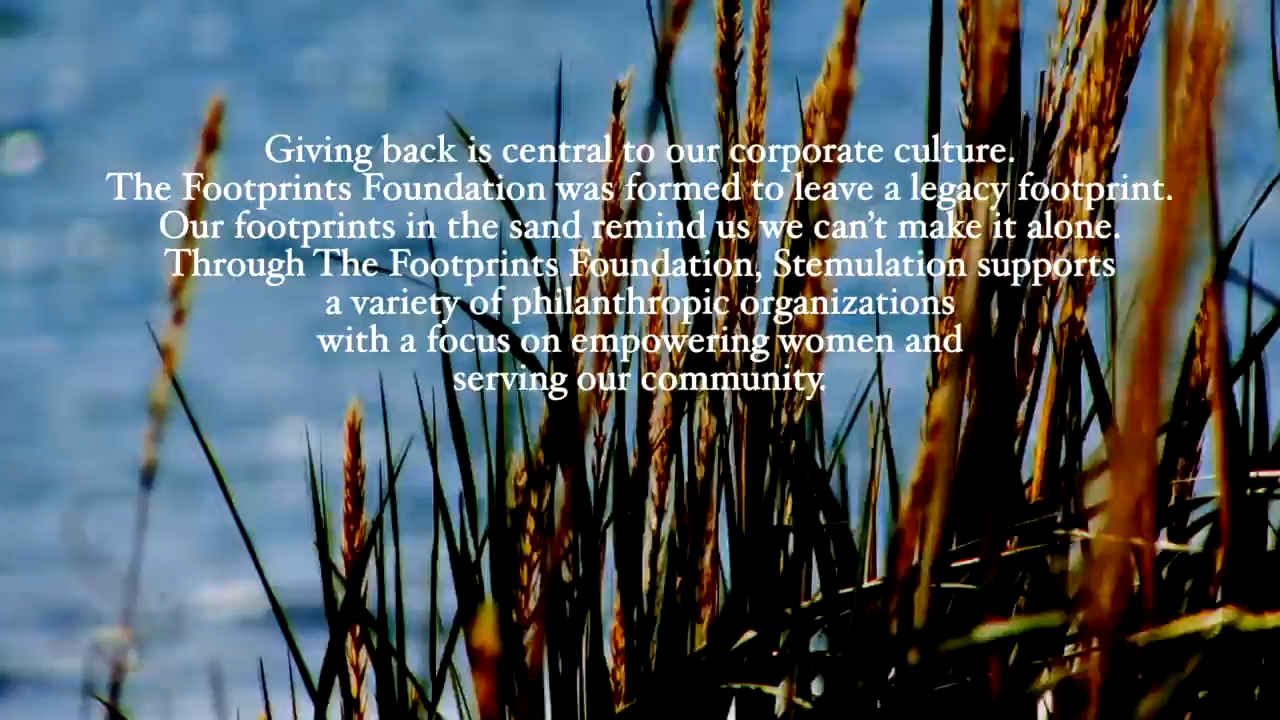 Giving back is central to our corporate culture.
The Footprints Foundation was formed to leave a legacy footprint.
Our footprints in the sand remind us we can't make it alone.
Through The Footprints Foundation, Stemulation supports
a variety of philanthropic organizations
with a focus on empowering women and
serving our community.